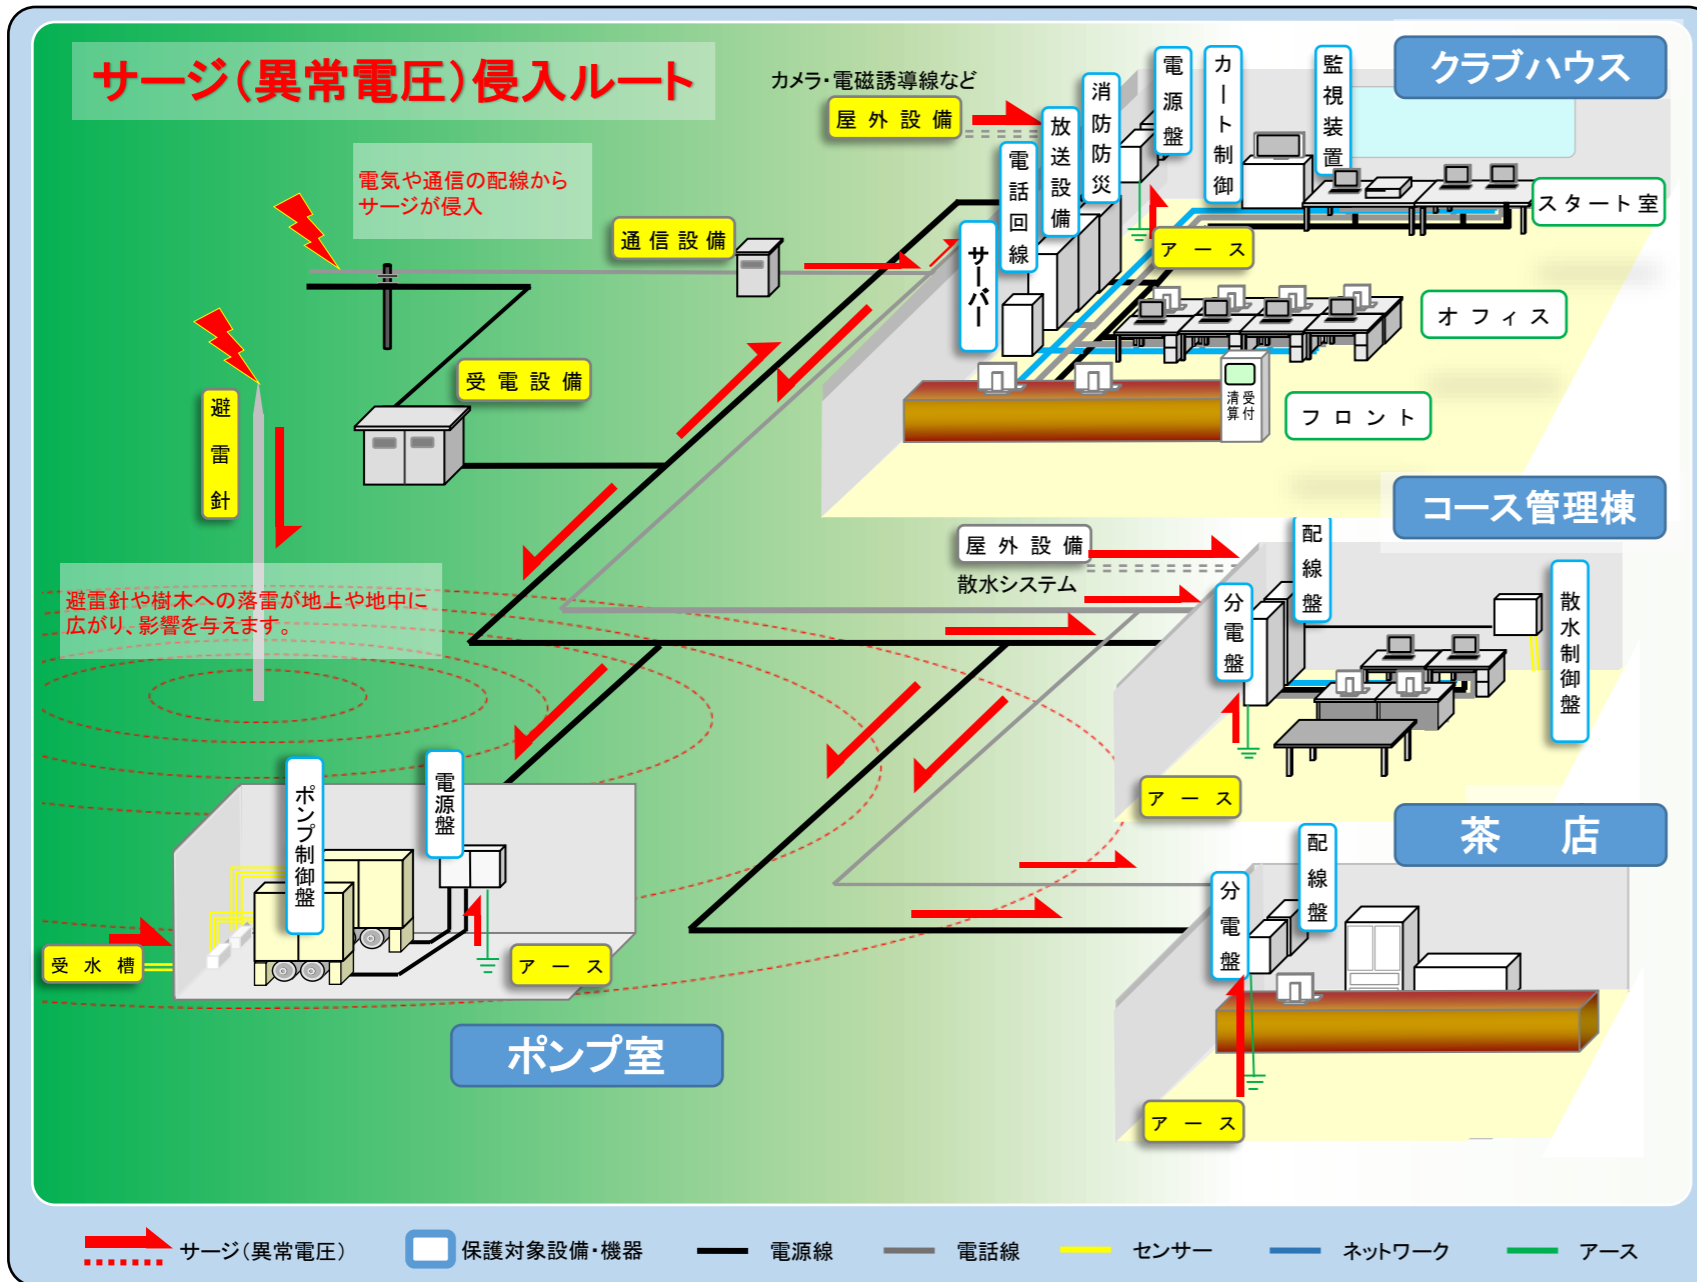 サージ(異常電圧)侵入ルート
クラブハウス
カメラ・電磁誘導線など
屋外設備
電話回線
放送設備
消防防災
電源盤
カート制御
監視装置
スタート室
電気や通信の配線から
サージが侵入
通信設備
サーバー
アース
オフィス
受電設備
避雷針
清算
受付
フロント
コース管理棟
屋外設備
散水システム
分電盤
配線盤
散水制御盤
アース
避雷針や樹木への落雷が地上や地中に
広がり、影響を与えます。
ポンプ制御盤
電源盤
受水槽
アース
ポンプ室
茶店
分電盤
配線盤
アース
サージ(異常電圧)
保護対象設備・機器
電源線
電話線
センサー
ネットワーク
アース